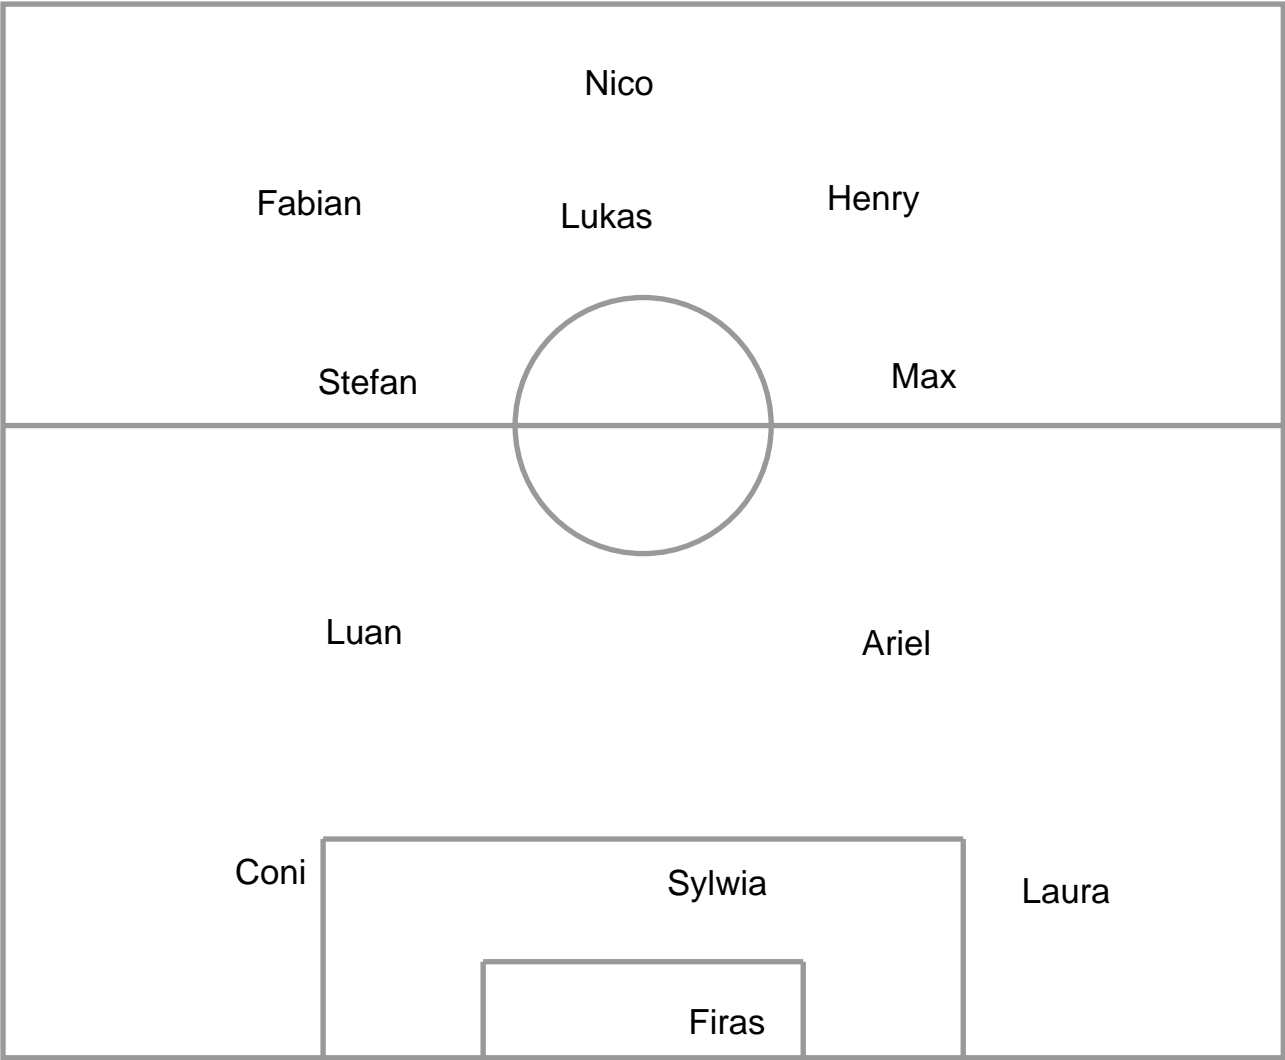 Nico
Fabian
Lukas
Henry
Stefan
Max
Luan
Ariel
Coni
Sylwia
Laura
Firas